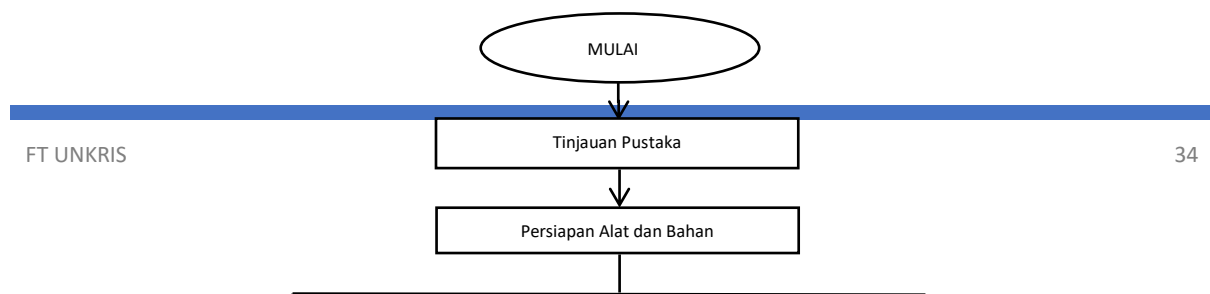 MULAI
Tinjauan Pustaka
FT UNKRIS
34
Persiapan Alat dan Bahan